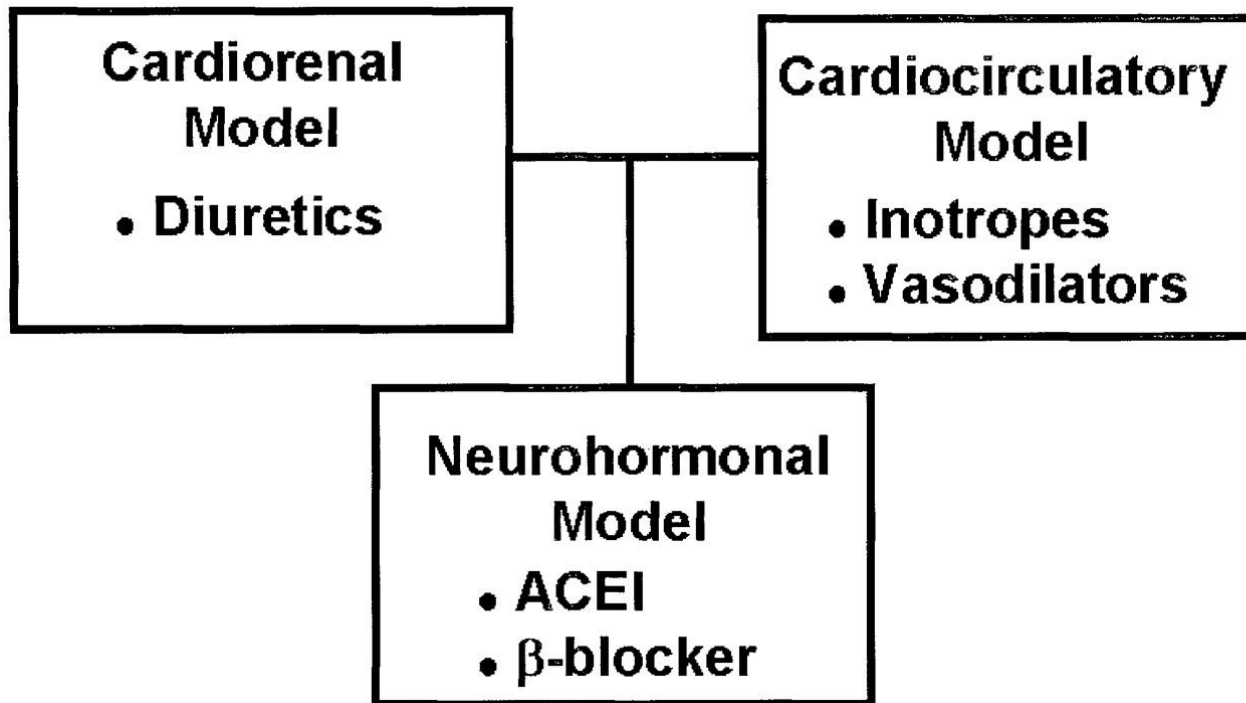 Cardiorenal
Model
• Diuretics
Cardiocirculatory
Model
• Inotropes
• Vasodilators
Neurohormonal
Model
• ACEI
• β-blocker